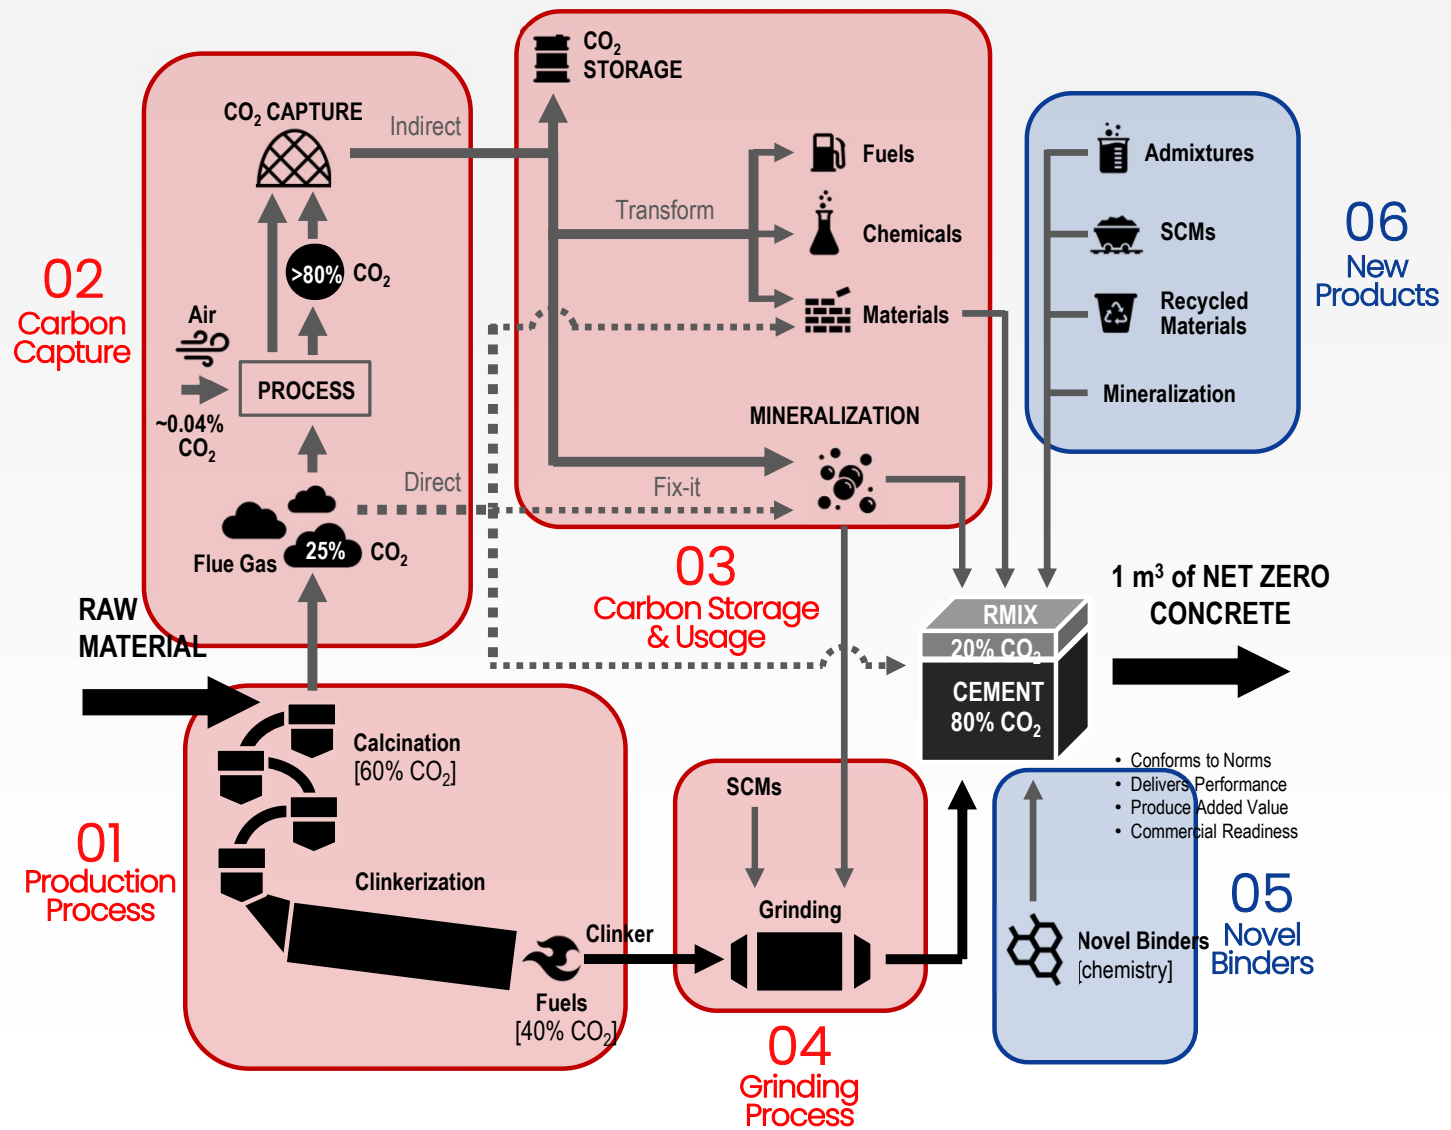 CO2
STORAGE
CO2 CAPTURE
Indirect
Fuels
Transform
Chemicals
Materials
>80% CO2
02
Carbon
Capture
Air
PROCESS
~0.04%
CO2
MINERALIZATION
Direct
Fix-it
Flue Gas
25% CO2
03
Carbon Storage
& Usage
Admixtures
SCMs
Recycled
Materials
Mineralization
06
New
Products
RAW
MATERIAL
1 m3 of NET ZERO
CONCRETE
RMIX
20% CO2
CEMENT
80% CO2
• Conforms to Norms
• Delivers Performance
• Produce Added Value
• Commercial Readiness
Calcination
[60% CO2]
01
Production
Process
Clinkerization
Clinker
Fuels
[40% CO2]
SCMs
Grinding
04
Grinding
Process
Novel Binders
[chemistry]
05
Novel
Binders